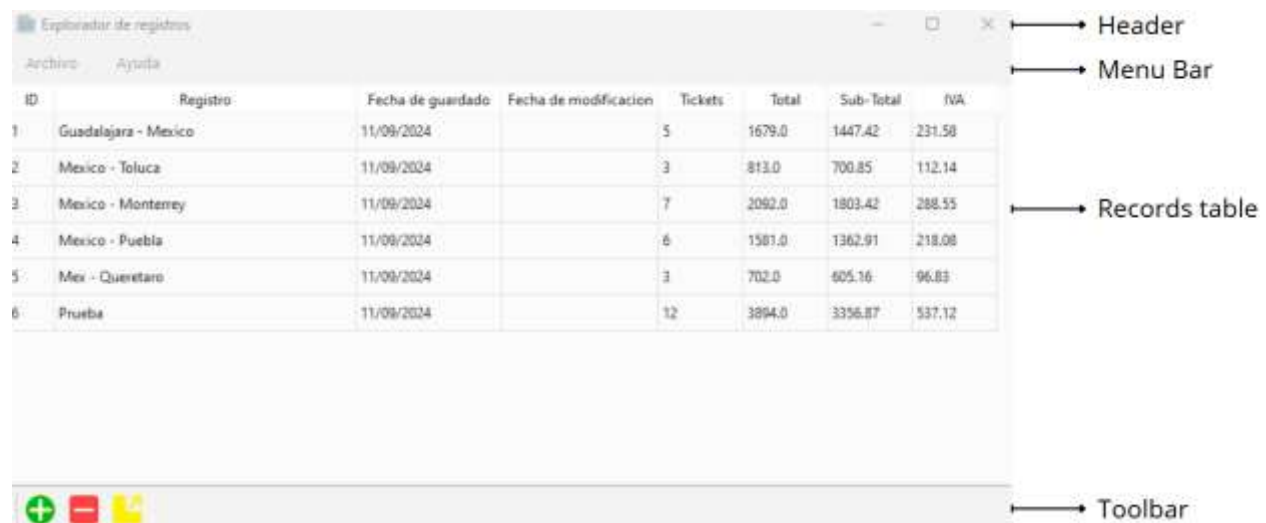 Explorador de registros
Header
Archivo Ayuda
Menu Bar
ID Registro Fecha de guardado Fecha de modificacion Tickets Total Sub-Total IVA
1 Guadalajara - Mexico 11/09/2024 5 1679.0 1447.42 231.58
2 Mexico - Toluca 11/09/2024 3 813.0 700.85 112.14
3 Mexico - Monterrey 11/09/2024 7 2092.0 1803.42 288.55
Records table
4 Mexico - Puebla 11/09/2024 6 1581.0 1362.91 218.08
5 Mex - Queretaro 11/09/2024 3 702.0 605.16 96.83
6 Prueba 11/09/2024 12 3894.0 3356.87 537.12
Toolbar